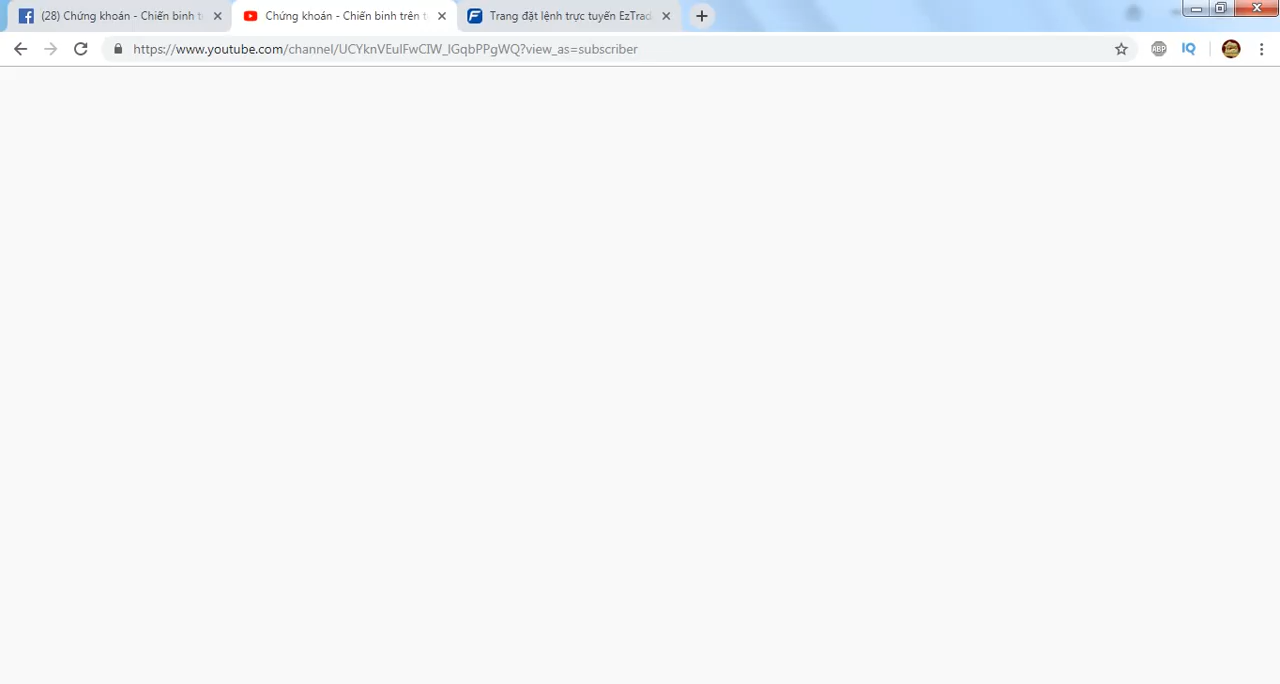 (28) Chứng khoán - Chiến binh t
Chứng khoán - Chiến binh trên t
Trang đặt lệnh trực tuyến EzTrad
https://www.youtube.com/channel/UCYknVEulFwCIW_lGqbPPgWQ?view_as=subscriber
ABP
IQ